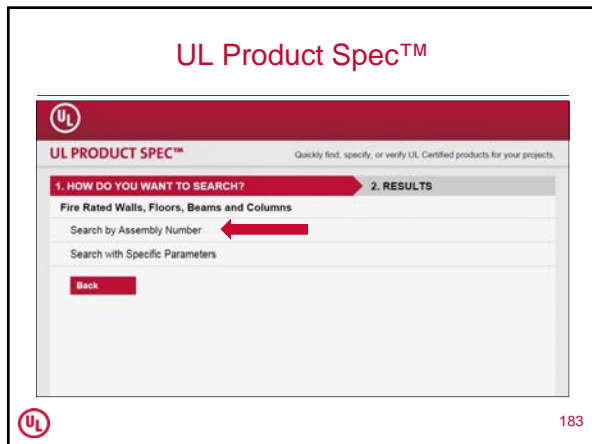 UL Product Spec™
UL
UL PRODUCT SPEC™ Quickly find, specify, or verify UL Certified products for your projects.
1. HOW DO YOU WANT TO SEARCH? 2. RESULTS
Fire Rated Walls, Floors, Beams and Columns
Search by Assembly Number
Search with Specific Parameters
Back
UL
183